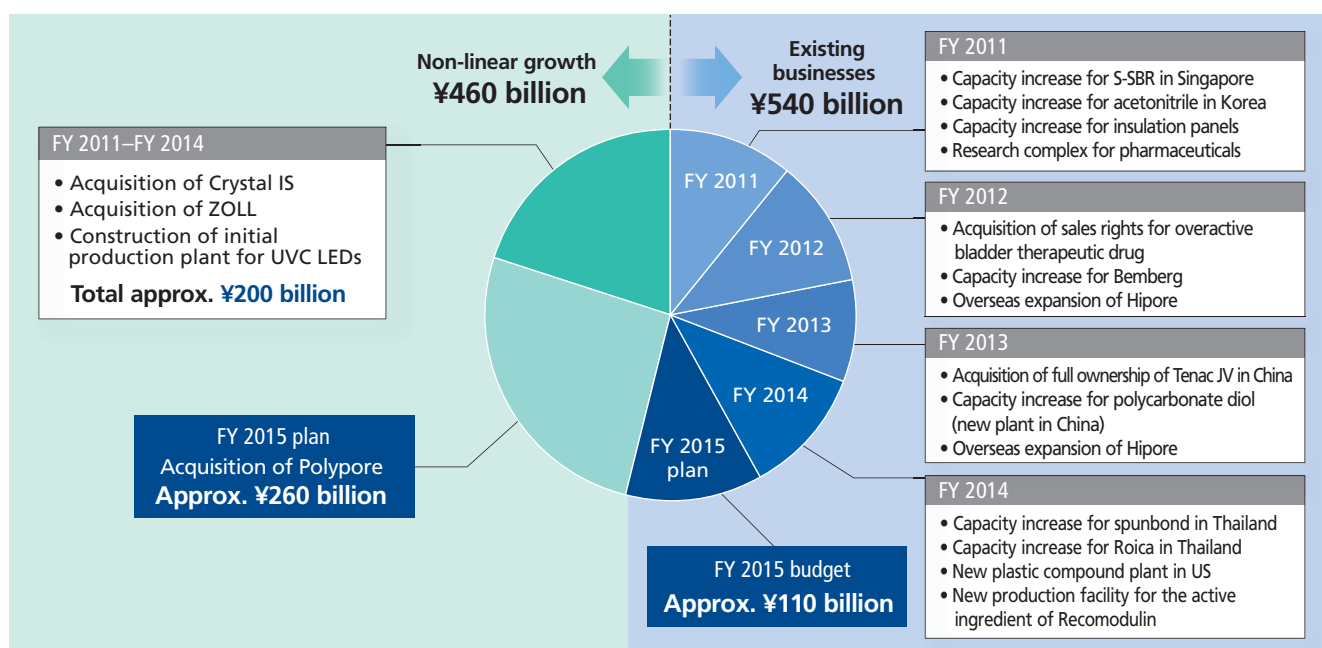 Non-linear growth
¥460 billion
Existing
businesses
¥540 billion
FY 2011–FY 2014
• Acquisition of Crystal IS
• Acquisition of ZOLL
• Construction of initial
production plant for UVC LEDs
Total approx. ¥200 billion
FY 2015 plan
Acquisition of Polypore
Approx. ¥260 billion
FY 2011
FY 2012
FY 2013
FY 2014
FY 2015
plan
FY 2015 budget
Approx. ¥110 billion
FY 2011
• Capacity increase for S-SBR in Singapore
• Capacity increase for acetonitrile in Korea
• Capacity increase for insulation panels
• Research complex for pharmaceuticals
FY 2012
• Acquisition of sales rights for overactive
bladder therapeutic drug
• Capacity increase for Bemberg
• Overseas expansion of Hipore
FY 2013
• Acquisition of full ownership of Tenac JV in China
• Capacity increase for polycarbonate diol
(new plant in China)
• Overseas expansion of Hipore
FY 2014
• Capacity increase for spunbond in Thailand
• Capacity increase for Roica in Thailand
• New plastic compound plant in US
• New production facility for the active
ingredient of Recomodulin